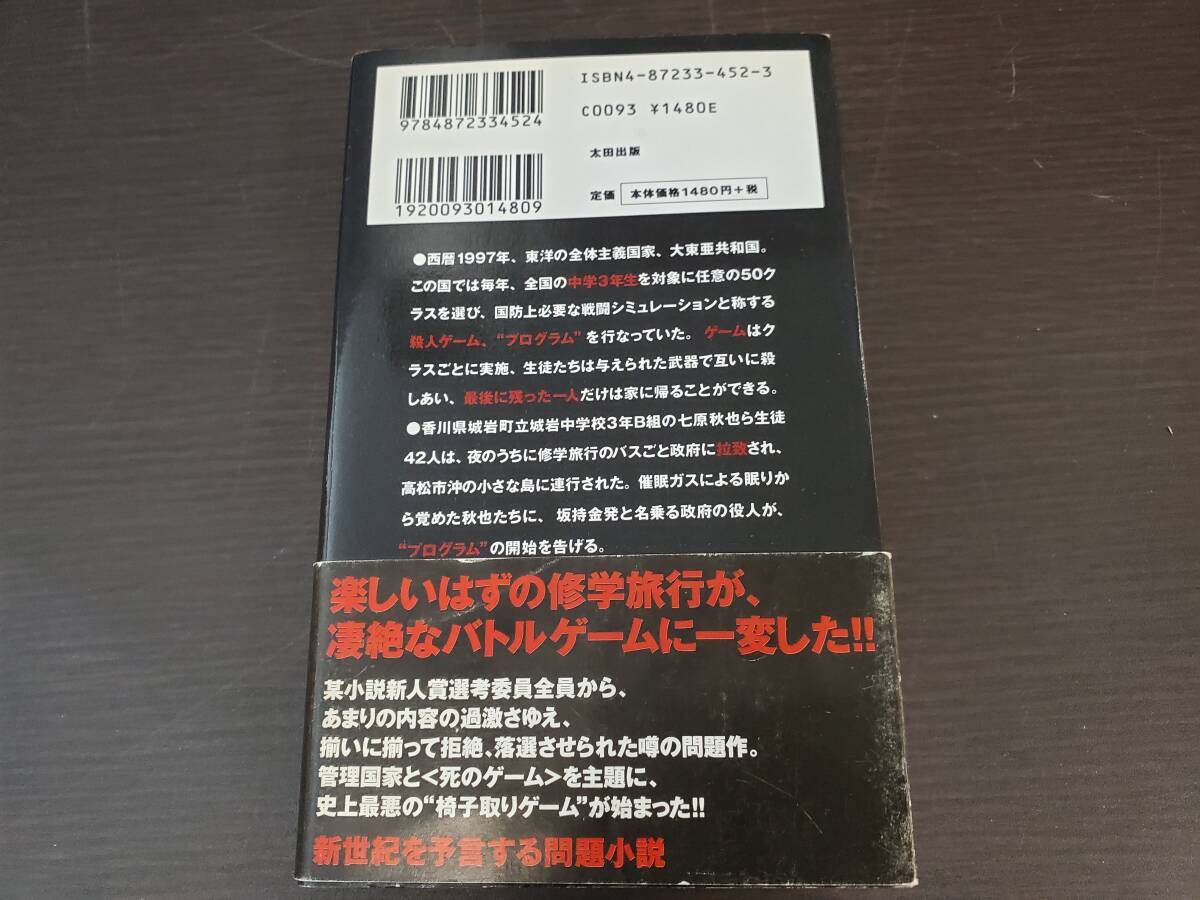 ISBN4-87233-452-3
9784872334524
C0093 ¥1480E
太田出版
1920093014809
定価 本体価格1480円+税
●西暦1997年、東洋の全体主義国家、大東亜共和国。
この国では毎年、全国の中学3年生を対象に任意の50ク
ラスを選び、国防上必要な戦闘シミュレーションと称する
殺人ゲーム、“プログラム”を行なっていた。ゲームはク
ラスごとに実施、生徒たちは与えられた武器で互いに殺
しあい、最後に残った一人だけは家に帰ることができる。
●香川県城岩町立城岩中学校3年B組の七原秋也ら生徒
42人は、夜のうちに修学旅行のバスごと政府に拉致され、
高松市沖の小さな島に連行された。催眠ガスによる眠りか
ら覚めた秋也たちに、坂持金発と名乗る政府の役人が、
“プログラム”の開始を告げる。
楽しいはずの修学旅行が、
凄絶なバトルゲームに一変した!!
某小説新人賞選考委員全員から、
あまりの内容の過激さゆえ、
揃いに揃って拒絶、落選させられた噂の問題作。
管理国家と<死のゲーム>を主題に、
史上最悪の“椅子取りゲーム”が始まった!!
新世紀を予言する問題小説